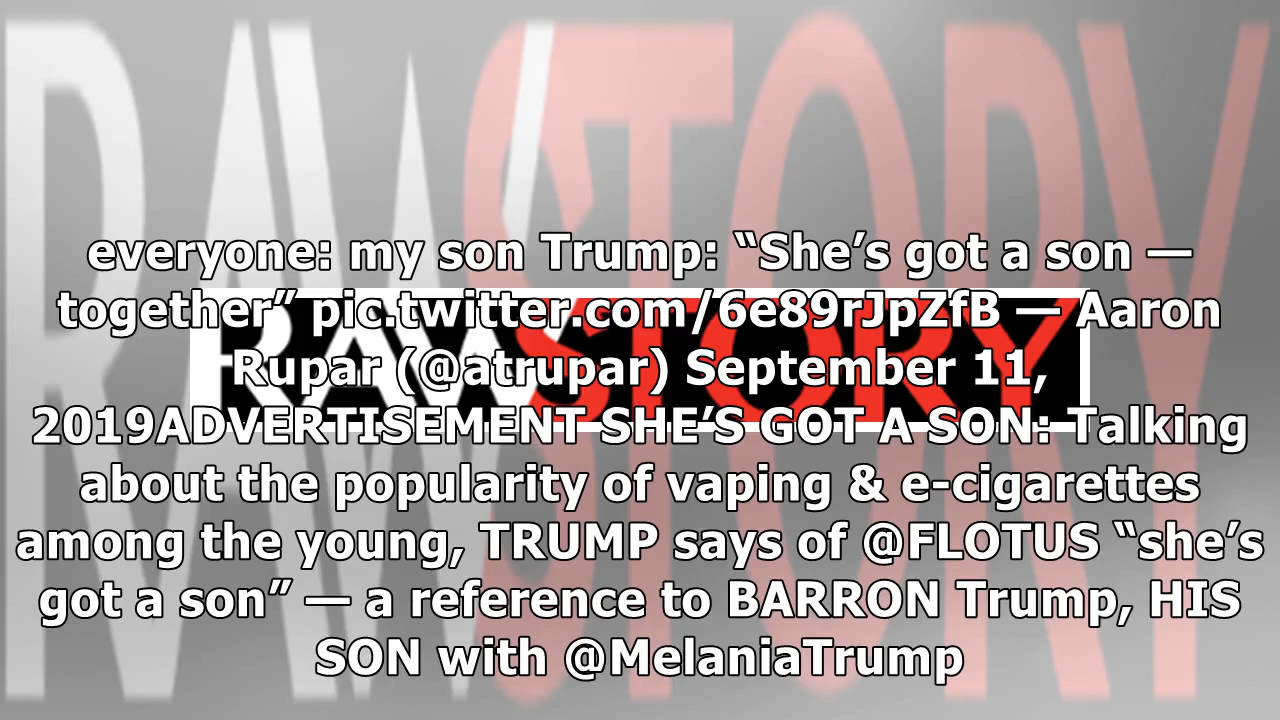 RAWSTORY
RAWSTORY
everyone: my son Trump: “She’s got a son —
together” pic.twitter.com/6e89rJpZfB — Aaron
Rupar (@atrupar) September 11,
2019ADVERTISEMENT SHE’S GOT A SON: Talking
about the popularity of vaping & e-cigarettes
among the young, TRUMP says of @FLOTUS “she’s
got a son” — a reference to BARRON Trump, HIS
SON with @MelaniaTrump